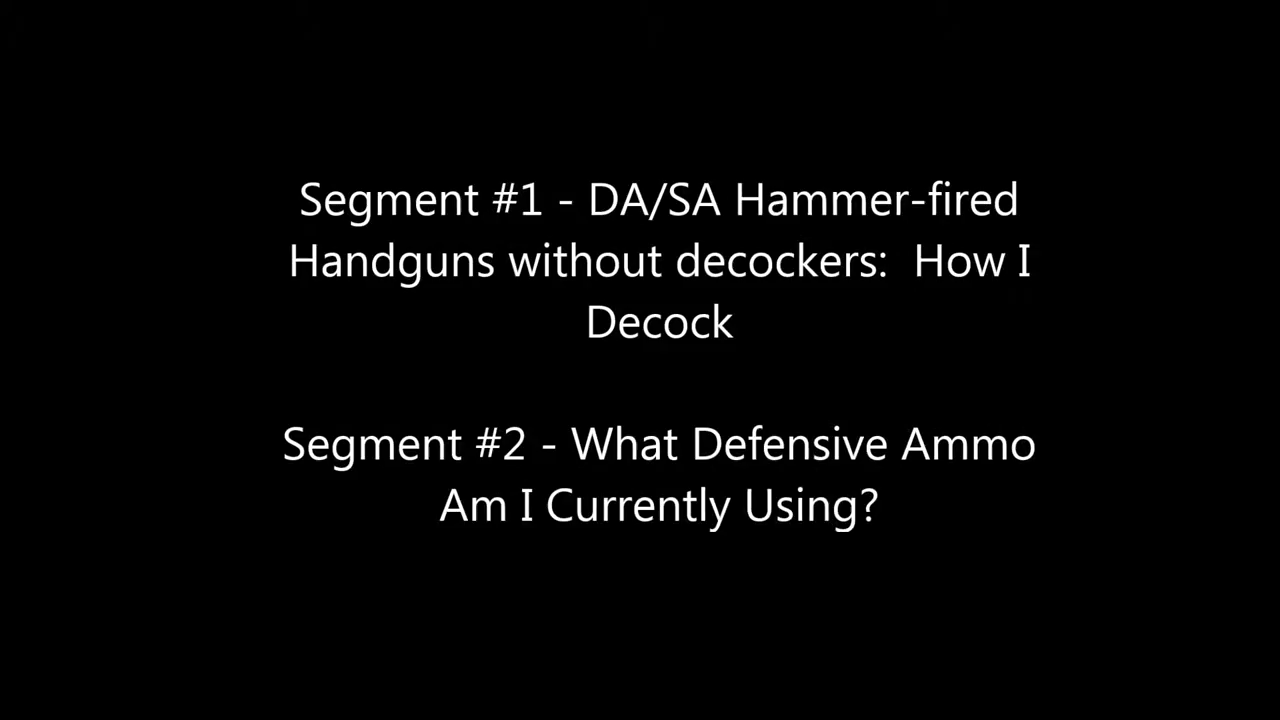 Segment #1 - DA/SA Hammer-fired
Handguns without decockers:  How I
Decock
Segment #2 - What Defensive Ammo
Am I Currently Using?